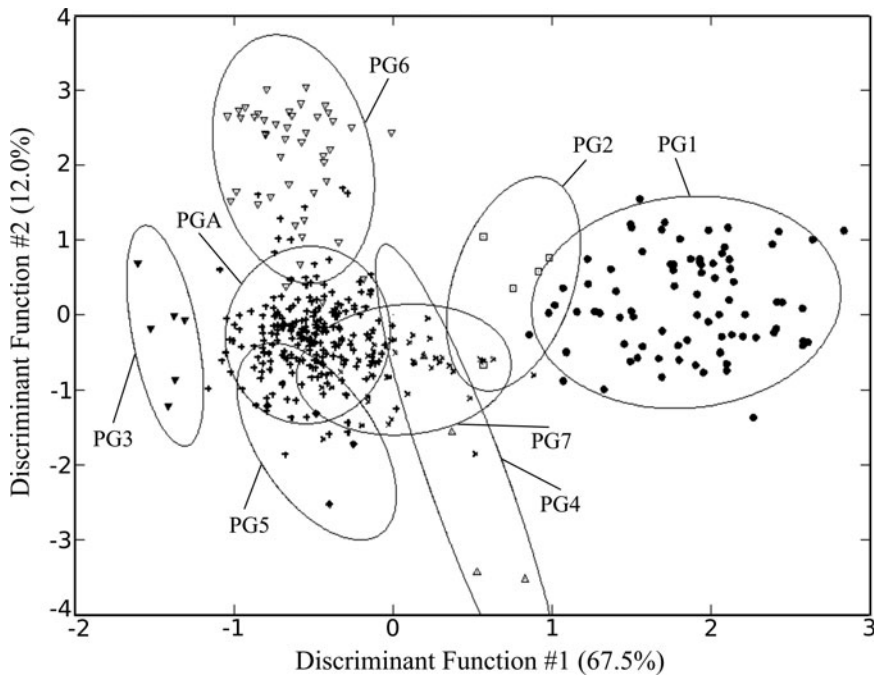 4
3
2
1
0
-1
-2
-3
-4
-2
-1
0
1
2
3
Discriminant Function #2 (12.0%)
Discriminant Function #1 (67.5%)
PG6
PG2
PG1
PGA
PG3
PG7
PG4
PG5